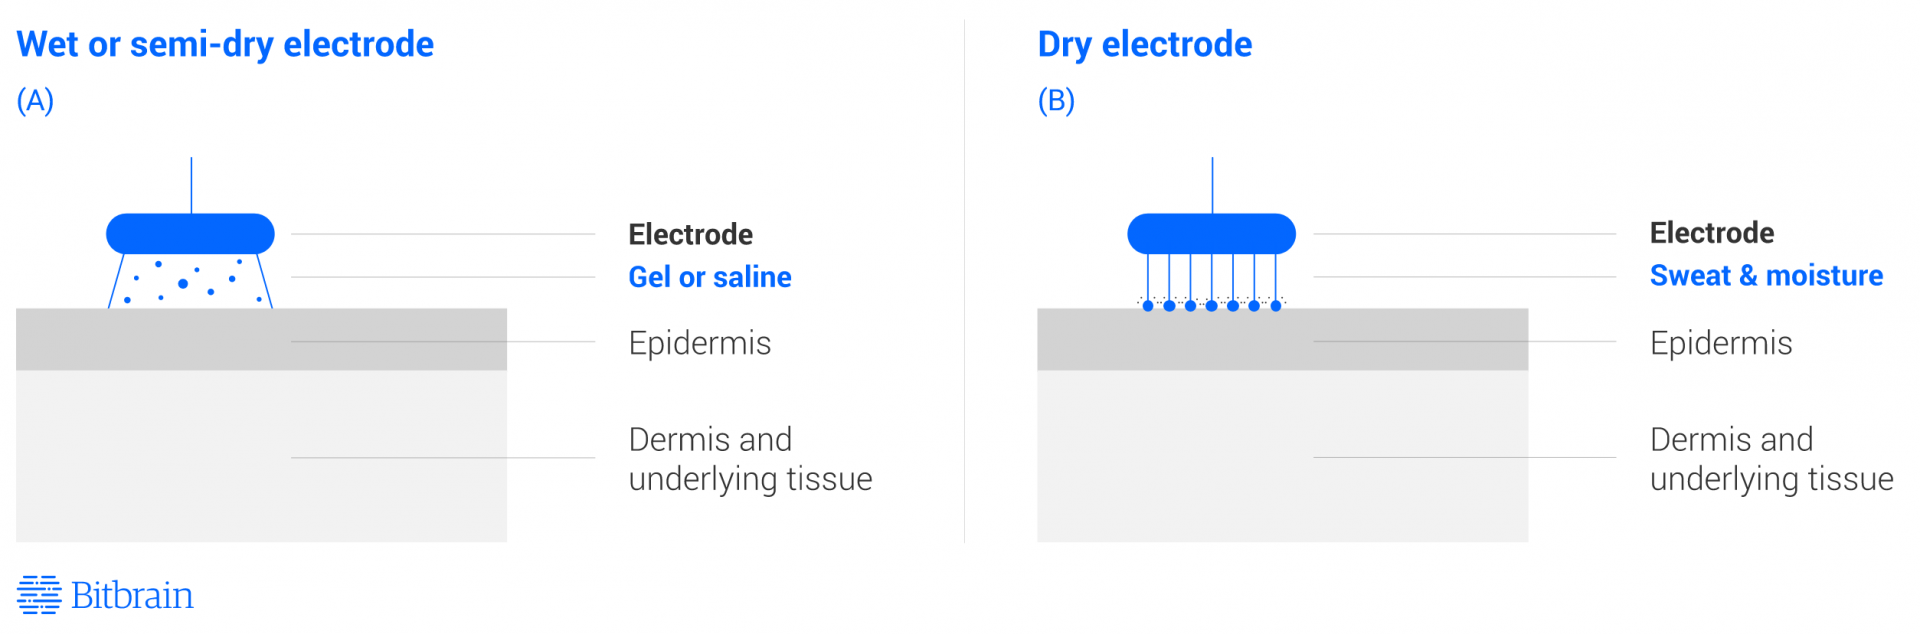 Wet or semi-dry electrode
(A)
Electrode
Gel or saline
Epidermis
Dermis and
underlying tissue
Dry electrode
(B)
Electrode
Sweat & moisture
Epidermis
Dermis and
underlying tissue
Bitbrain